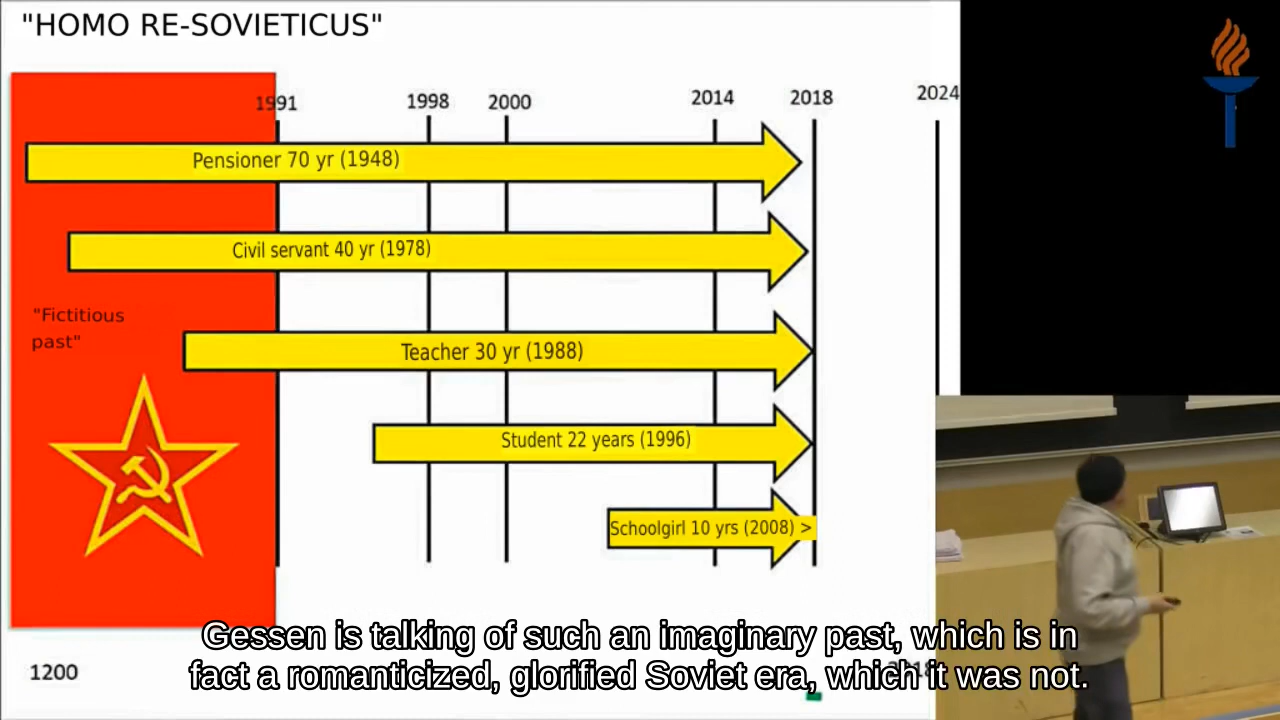 "HOMO RE-SOVIETICUS"
1991 1998 2000 2014 2018 2024
Pensioner 70 yr (1948)
Civil servant 40 yr (1978)
"Fictitious
past"
Teacher 30 yr (1988)
Student 22 years (1996)
Schoolgirl 10 yrs (2008) >
Gessen is talking of such an imaginary past, which is in
fact a romanticized, glorified Soviet era, which it was not.
1200